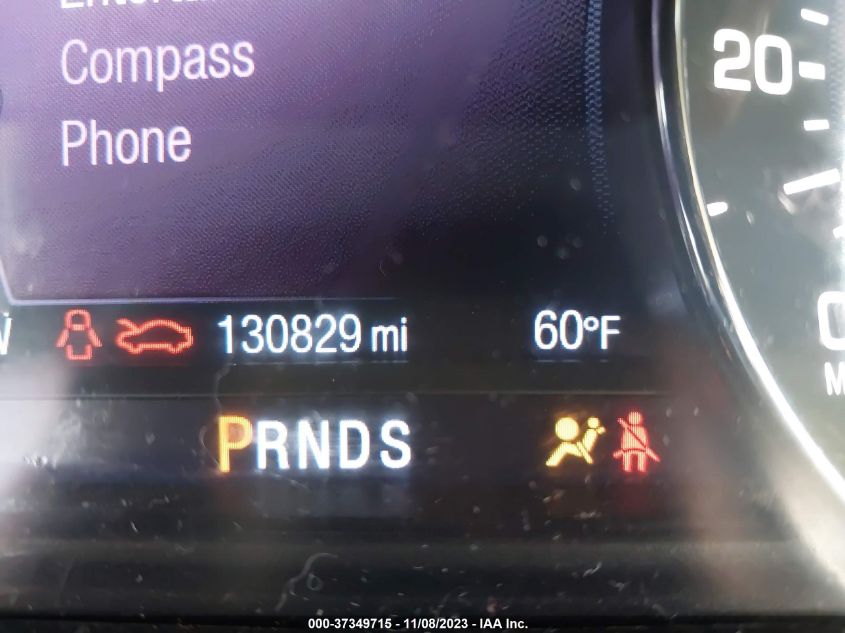 Compass
20
Phone
130829 mi
60°F
PRNDS
000-37349715 - 11/08/2023 - IAA Inc.